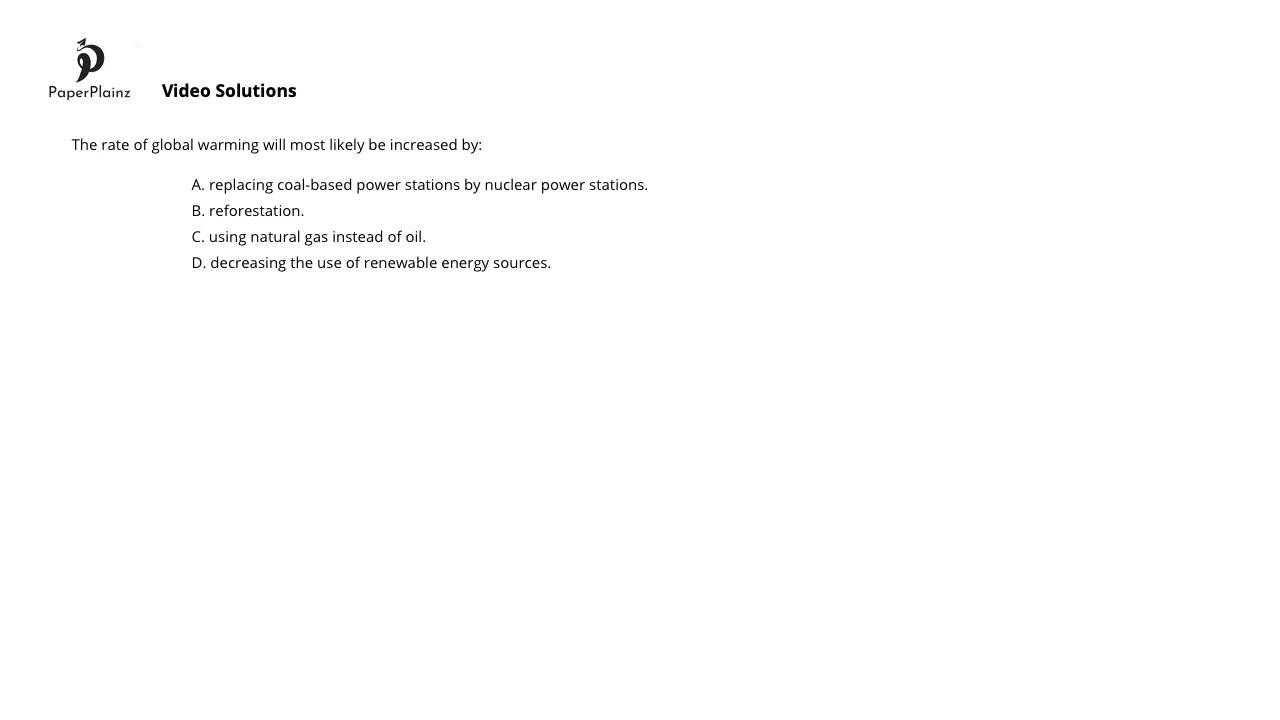 PaperPlainz
Video Solutions
The rate of global warming will most likely be increased by:
A. replacing coal-based power stations by nuclear power stations.
B. reforestation.
C. using natural gas instead of oil.
D. decreasing the use of renewable energy sources.